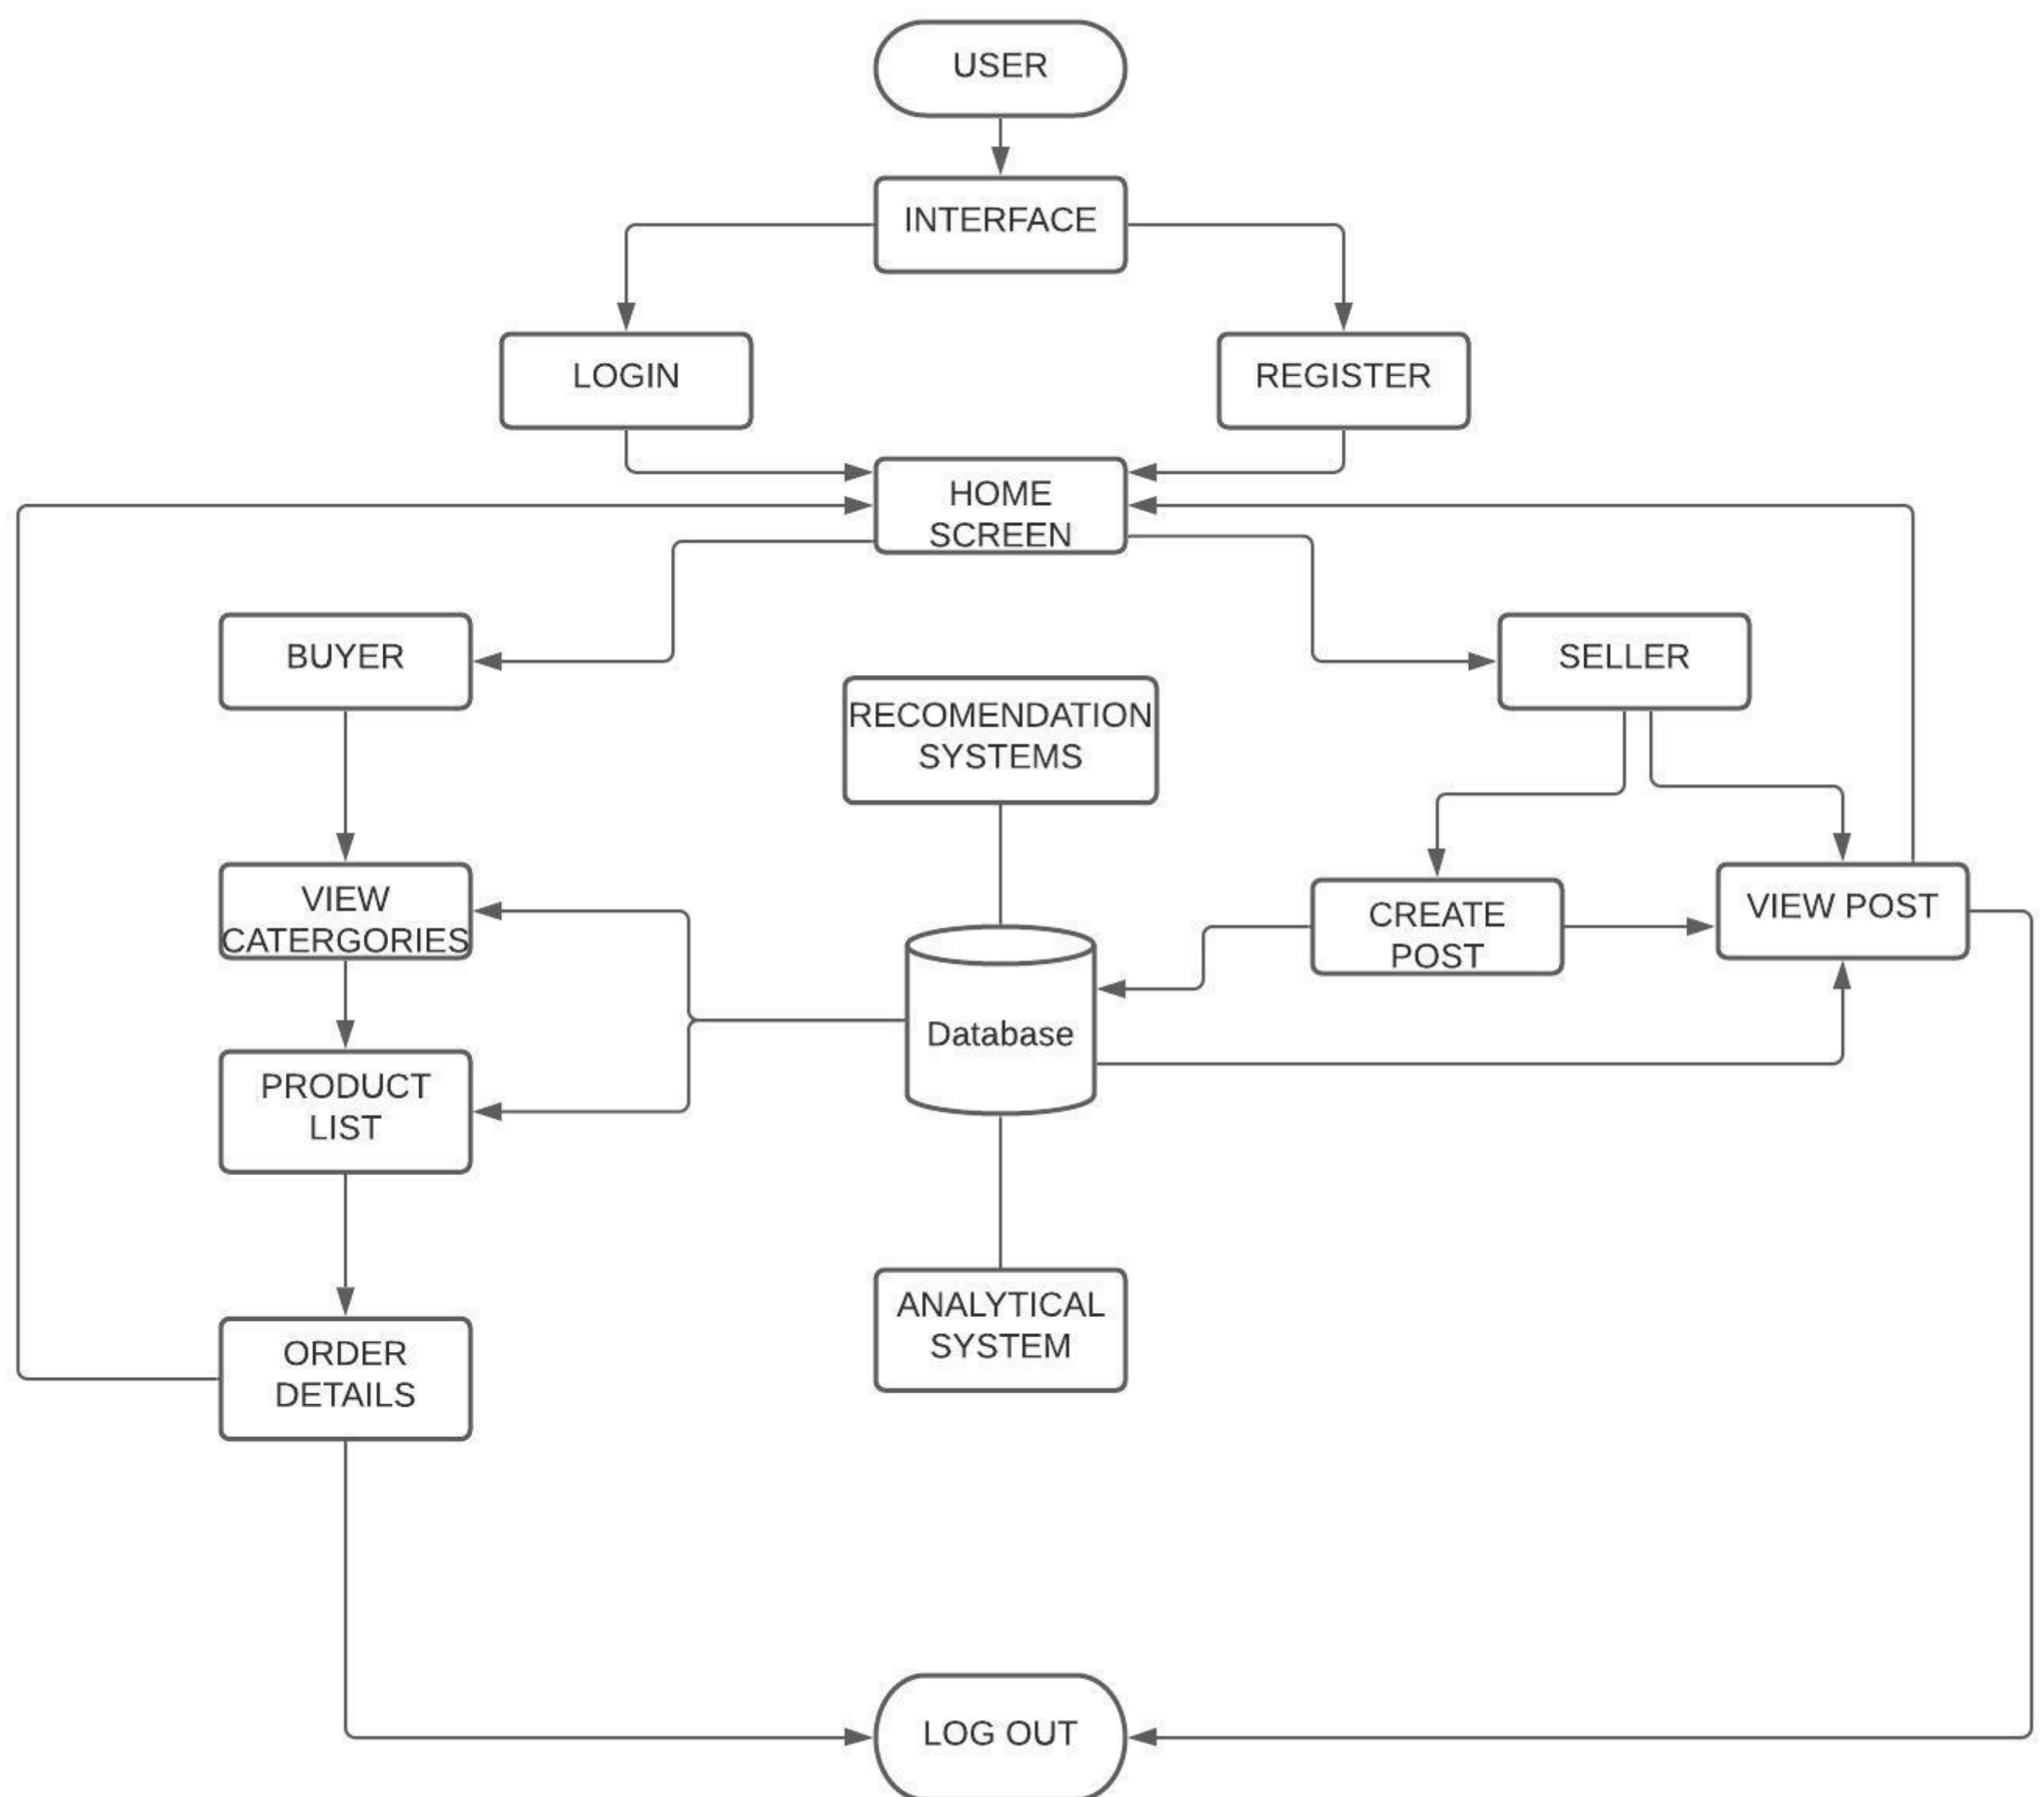 USER
INTERFACE
LOGIN
REGISTER
HOME
SCREEN
BUYER
SELLER
RECOMENDATION
SYSTEMS
VIEW
CATERGORIES
CREATE
POST
VIEW POST
Database
PRODUCT
LIST
ORDER
DETAILS
ANALYTICAL
SYSTEM
LOG OUT